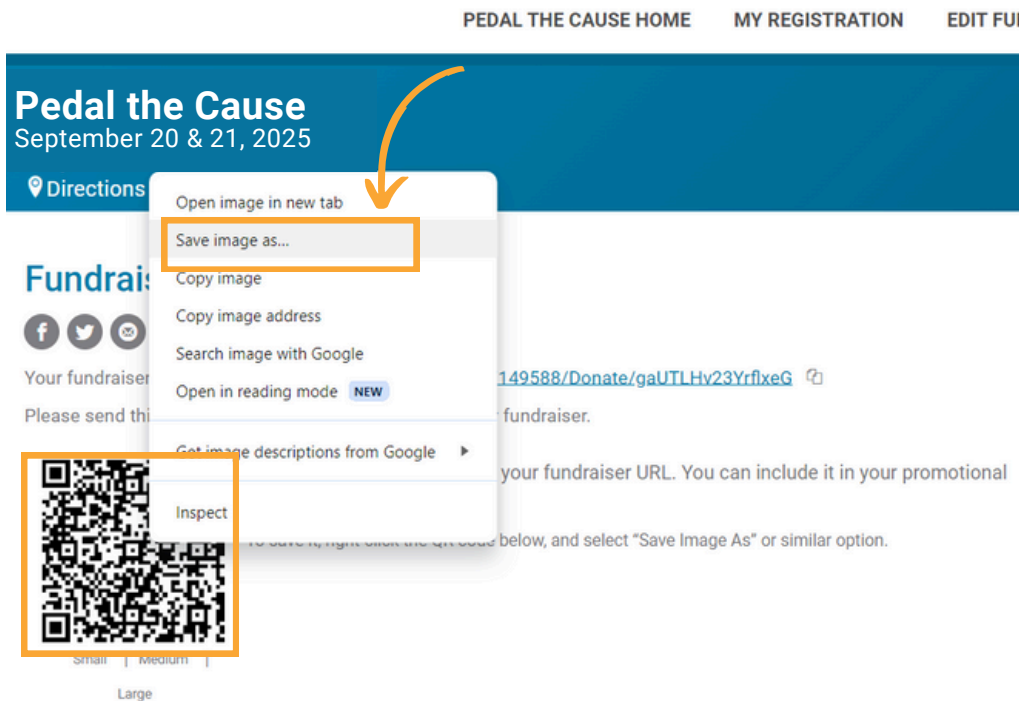 PEDAL THE CAUSE HOME MY REGISTRATION EDIT FU
Pedal the Cause
September 20 & 21, 2025
Directions
Open image in new tab
Save image as...
Copy image
Copy image address
Search image with Google
Open in reading mode NEW
Get image descriptions from Google
Inspect
Fundrais
Your fundraiser 149588/Donate/gaUTLHv23YrflxeG
Please send thi fundraiser.
your fundraiser URL. You can include it in your promotional
To save it, right click the QR code below, and select “Save Image As” or similar option.
Small | Medium |
Large